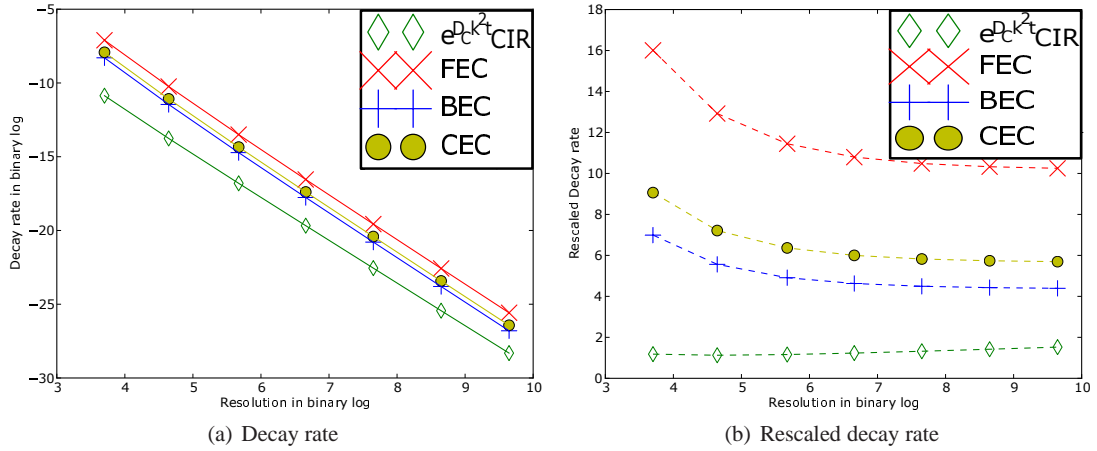 −5
−10
−15
−20
−25
−30
3 4 5 6 7 8 9 10
Decay rate in binary log
Resolution in binary log
e^{D_C k^2 t} CIR
FEC
BEC
CEC
(a) Decay rate
18
16
14
12
10
8
6
4
2
0
3 4 5 6 7 8 9 10
Rescaled Decay rate
Resolution in binary log
e^{D_C k^2 t} CIR
FEC
BEC
CEC
(b) Rescaled decay rate